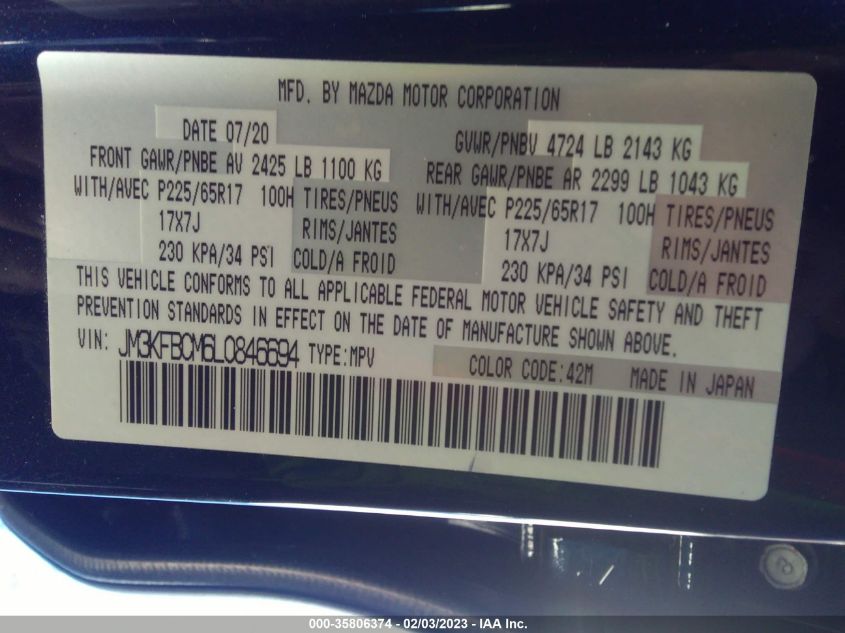 MFD. BY MAZDA MOTOR CORPORATION
DATE 07/20
GVWR/PNBV 4724 LB 2143 KG
FRONT GAWR/PNBE AV 2425 LB 1100 KG
REAR GAWR/PNBE AR 2299 LB 1043 KG
WITH/AVEC P225/65R17 100H TIRES/PNEUS
17X7J RIMS/JANTES
230 KPA/34 PSI COLD/A FROID
WITH/AVEC P225/65R17 100H TIRES/PNEUS
17X7J RIMS/JANTES
230 KPA/34 PSI COLD/A FROID
THIS VEHICLE CONFORMS TO ALL APPLICABLE FEDERAL MOTOR VEHICLE SAFETY AND THEFT
PREVENTION STANDARDS IN EFFECT ON THE DATE OF MANUFACTURE SHOWN ABOVE.
VIN: JM3KFBCM6L0846694 TYPE:MPV
COLOR CODE:42M MADE IN JAPAN
000-35806374 - 02/03/2023 - IAA Inc.